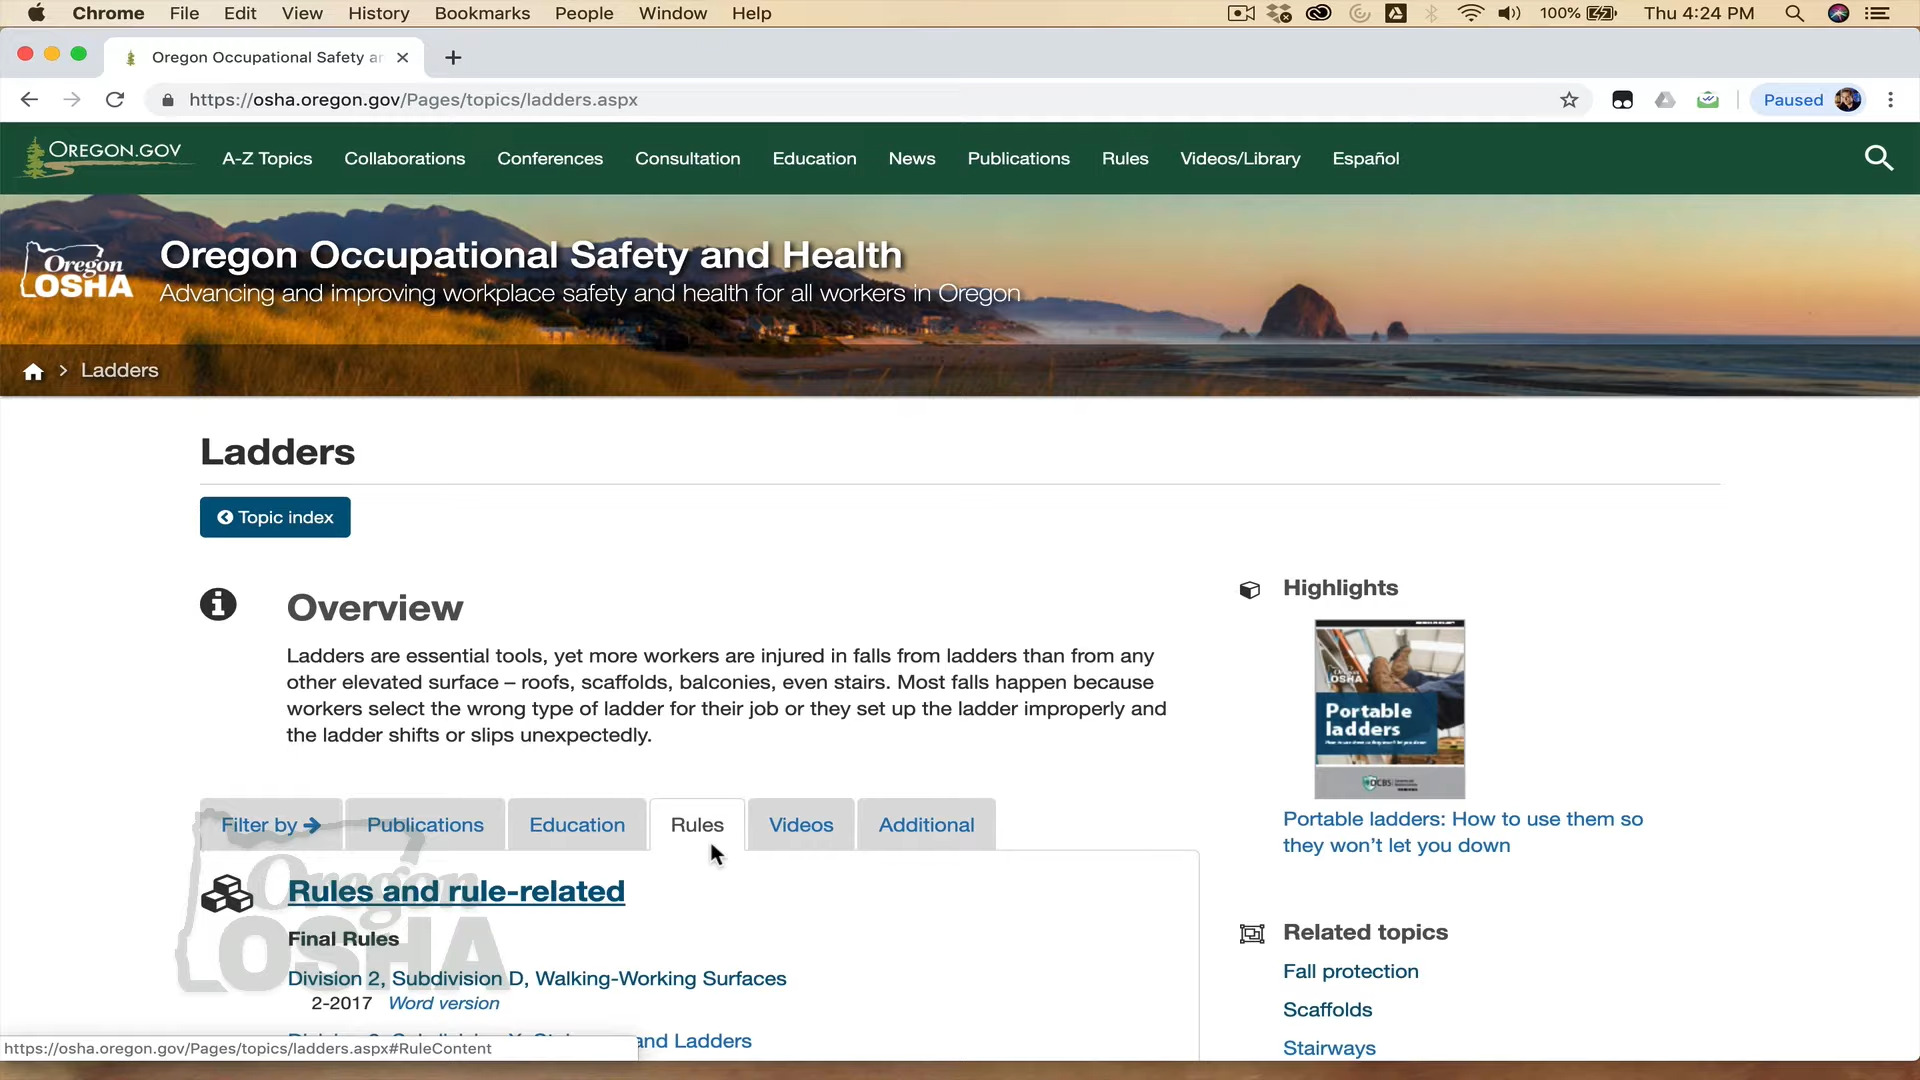 Chrome File Edit View History Bookmarks People Window Help 100% Thu 4:24 PM
Oregon Occupational Safety ar
https://osha.oregon.gov/Pages/topics/ladders.aspx Paused
OREGON.GOV A-Z Topics Collaborations Conferences Consultation Education News Publications Rules Videos/Library Español
Oregon OSHA
Oregon Occupational Safety and Health
Advancing and improving workplace safety and health for all workers in Oregon
Ladders
Ladders
Topic index
Overview
Ladders are essential tools, yet more workers are injured in falls from ladders than from any
other elevated surface – roofs, scaffolds, balconies, even stairs. Most falls happen because
workers select the wrong type of ladder for their job or they set up the ladder improperly and
the ladder shifts or slips unexpectedly.
Filter by Publications Education Rules Videos Additional
Rules and rule-related
Final Rules
Division 2, Subdivision D, Walking-Working Surfaces
2-2017 Word version
and Ladders
Oregon
OSHA
https://osha.oregon.gov/Pages/topics/ladders.aspx#RuleContent
Highlights
OSHA
Portable
ladders
DCBS
Portable ladders: How to use them so
they won't let you down
Related topics
Fall protection
Scaffolds
Stairways